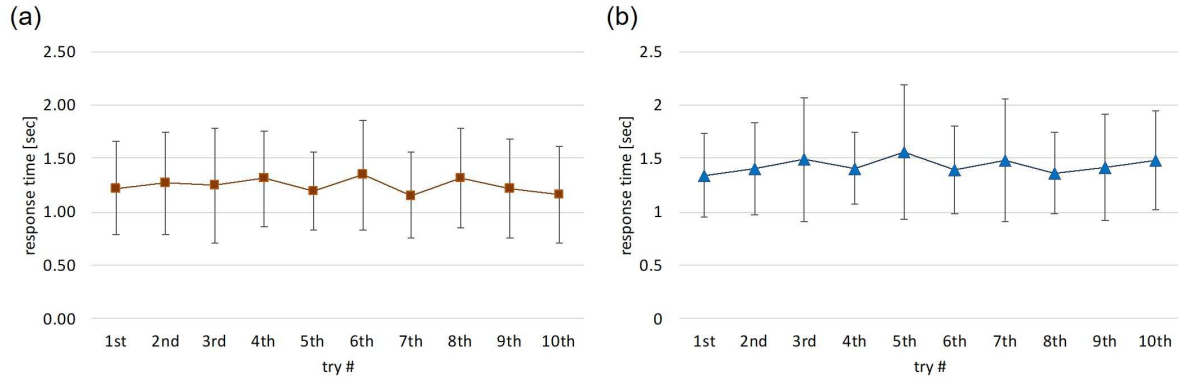 (a)
2.50
2.00
1.50
1.00
0.50
0.00
response time [sec]
1st 2nd 3rd 4th 5th 6th 7th 8th 9th 10th
try #
(b)
2.5
2
1.5
1
0.5
0
response time [sec]
1st 2nd 3rd 4th 5th 6th 7th 8th 9th 10th
try #